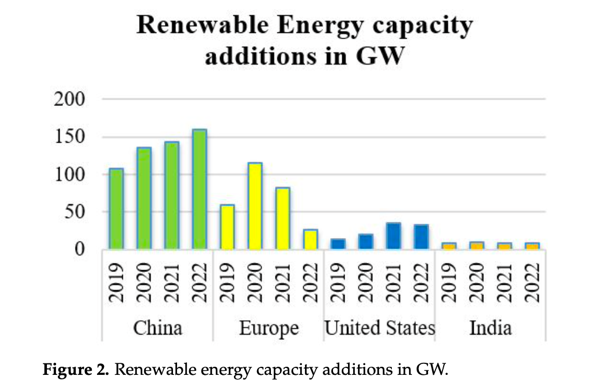 Renewable Energy capacity
additions in GW
200
150
100
50
0
2019 2020 2021 2022 2019 2020 2021 2022 2019 2020 2021 2022 2019 2020 2021 2022
China Europe United States India
Figure 2. Renewable energy capacity additions in GW.